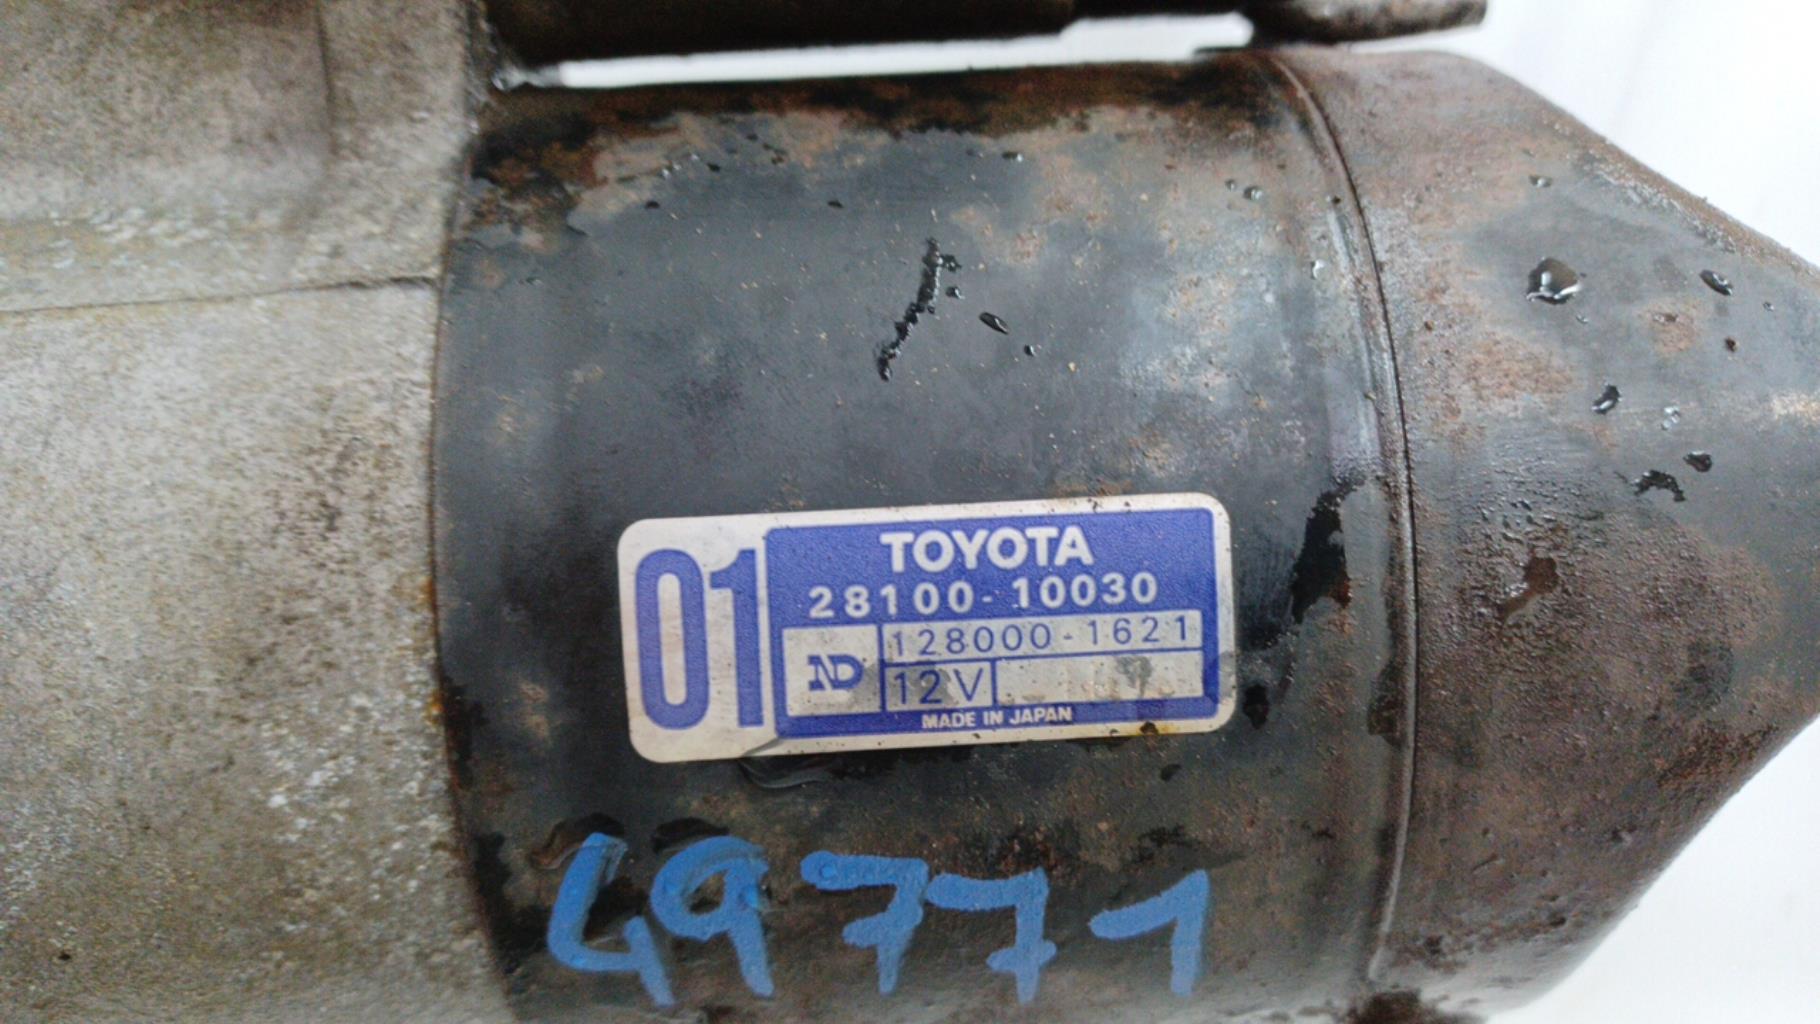 01
TOYOTA
28100-10030
ND
128000-1621
12V
MADE IN JAPAN
49771